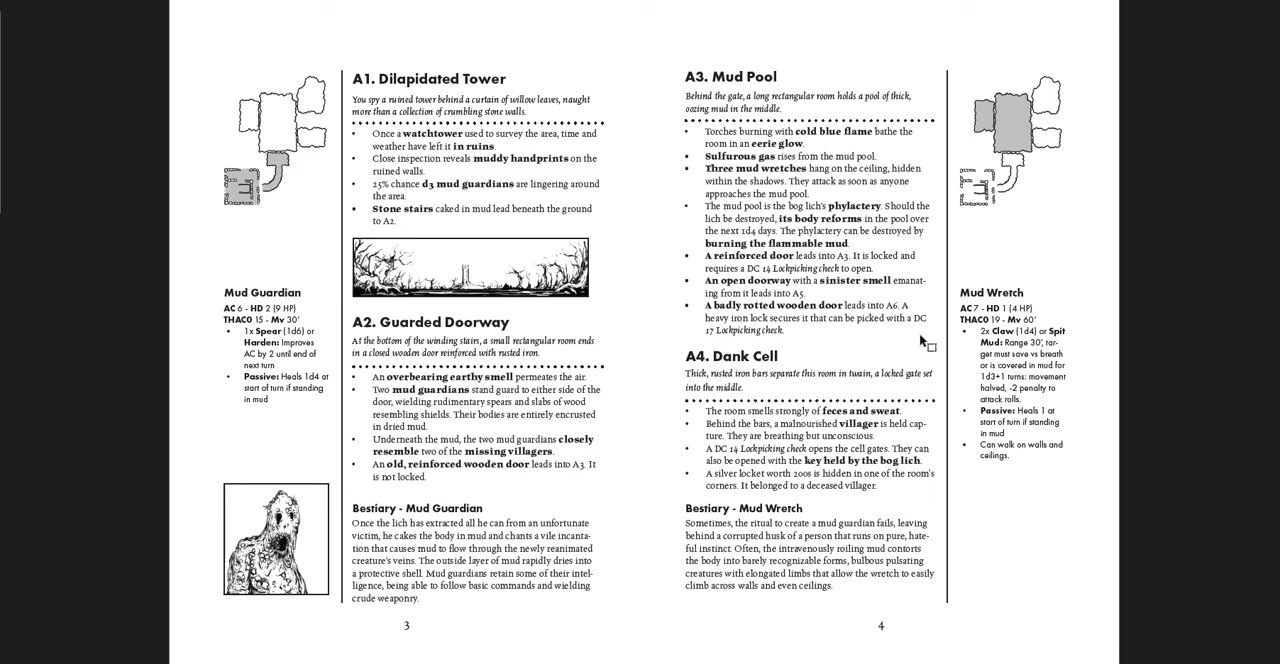 A1. Dilapidated Tower
You spy a ruined tower behind a curtain of willow leaves, naught
more than a collection of crumbling stone walls.
• Once a watchtower used to survey the area, time and
weather have left it in ruins.
• Close inspection reveals muddy handprints on the
ruined walls.
• 25% chance d3 mud guardians are lingering around
the area.
• Stone stairs caked in mud lead beneath the ground
to A2.
Mud Guardian
AC 6 - HD 2 (9 HP)
THAC0 15 - Mv 30'
• 1x Spear (1d6) or
Harden: Improves
AC by 2 until end of
next turn
• Passive: Heals 1d4 at
start of turn if standing
in mud
A2. Guarded Doorway
At the bottom of the winding stairs, a small rectangular room ends
in a closed wooden door reinforced with rusted iron.
• An overbearing earthy smell permeates the air.
• Two mud guardians stand guard to either side of the
door, wielding rudimentary spears and slabs of wood
resembling shields. Their bodies are entirely encrusted
in dried mud.
• Underneath the mud, the two mud guardians closely
resemble two of the missing villagers.
• An old, reinforced wooden door leads into A3. It
is not locked.
Bestiary - Mud Guardian
Once the lich has extracted all he can from an unfortunate
victim, he cakes the body in mud and chants a vile incanta-
tion that causes mud to flow through the newly reanimated
creature's veins. The outside layer of mud rapidly dries into
a protective shell. Mud guardians retain some of their intel-
ligence, being able to follow basic commands and wielding
crude weaponry.
3
A3. Mud Pool
Behind the gate, a long rectangular room holds a pool of thick,
oozing mud in the middle.
• Torches burning with cold blue flame bathe the
room in an eerie glow.
• Sulfurous gas rises from the mud pool.
• Three mud wretches hang on the ceiling, hidden
within the shadows. They attack as soon as anyone
approaches the mud pool.
• The mud pool is the bog lich's phylactery. Should the
lich be destroyed, its body reforms in the pool over
the next 1d4 days. The phylactery can be destroyed by
burning the flammable mud.
• A reinforced door leads into A3. It is locked and
requires a DC 14 Lockpicking check to open.
• An open doorway with a sinister smell emanat-
ing from it leads into A5.
• A badly rotted wooden door leads into A6. A
heavy iron lock secures it that can be picked with a DC
17 Lockpicking check.
A4. Dank Cell
Thick, rusted iron bars separate this room in twain, a locked gate set
into the middle.
• The room smells strongly of feces and sweat.
• Behind the bars, a malnourished villager is held cap-
ture. They are breathing but unconscious.
• A DC 14 Lockpicking check opens the cell gates. They can
also be opened with the key held by the bog lich.
• A silver locket worth 200s is hidden in one of the room's
corners. It belonged to a deceased villager.
Bestiary - Mud Wretch
Sometimes, the ritual to create a mud guardian fails, leaving
behind a corrupted husk of a person that runs on pure, hate-
ful instinct. Often, the intravenously roiling mud contorts
the body into barely recognizable forms, bulbous pulsating
creatures with elongated limbs that allow the wretch to easily
climb across walls and even ceilings.
4
Mud Wretch
AC 7 - HD 1 (4 HP)
THAC0 19 - Mv 60'
• 2x Claw (1d4) or Spit
Mud: Range 30', tar-
get must save vs breath
or is covered in mud for
1d3+1 turns: movement
halved, -2 penalty to
attack rolls.
• Passive: Heals 1 at
start of turn if standing
in mud
• Can walk on walls and
ceilings.